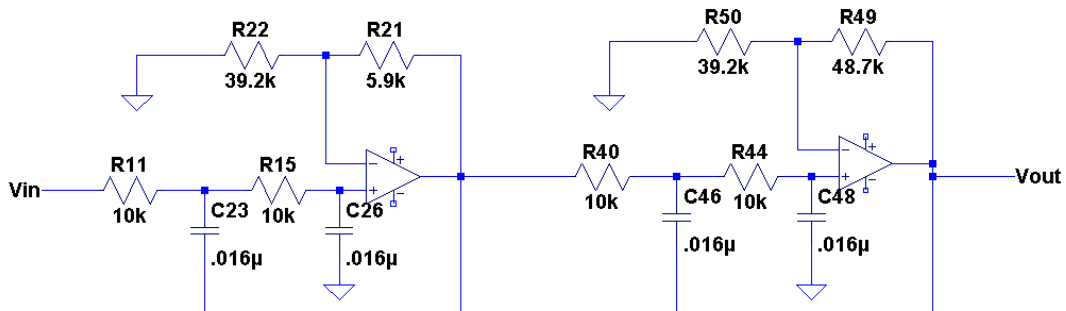 R22
39.2k
R21
5.9k
R50
39.2k
R49
48.7k
Vin
R11
10k
R15
10k
C23
.016µ
C26
.016µ
−
+
+
−
R40
10k
R44
10k
C46
.016µ
C48
.016µ
−
+
+
−
Vout